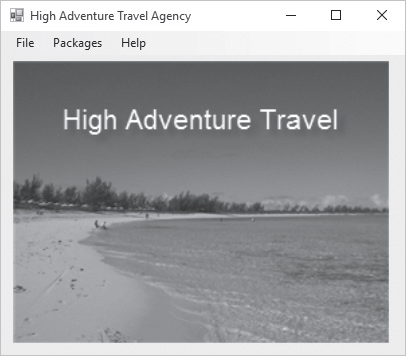 High Adventure Travel Agency
File Packages Help
High Adventure Travel